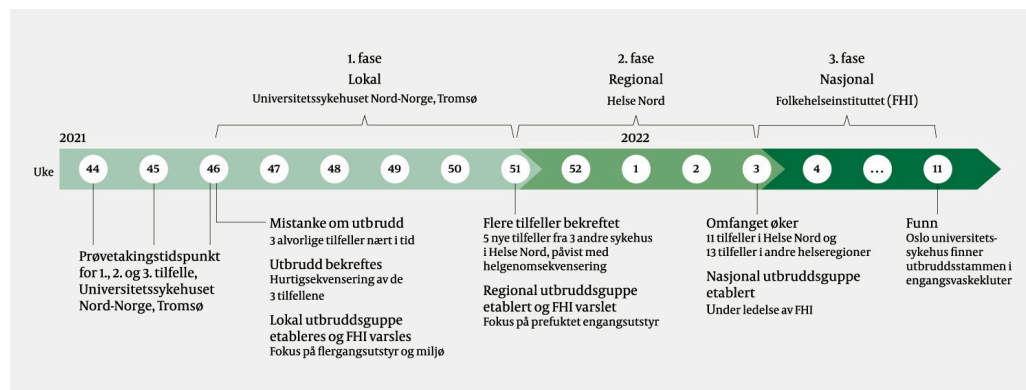 1. fase
Lokal
Universitetssykehuset Nord-Norge, Tromsø
2. fase
Regional
Helse Nord
3. fase
Nasjonal
Folkehelseinstituttet (FHI)
2021
2022
Uke
44
45
46
47
48
49
50
51
52
1
2
3
4
...
11
Prøvetakingstidspunkt
for 1., 2. og 3. tilfelle,
Universitetssykehuset
Nord-Norge, Tromsø
Mistanke om utbrudd
3 alvorlige tilfeller nært i tid
Utbrudd bekreftes
Hurtigsekvensering av de
3 tilfellene
Lokal utbruddsguppe
etableres og FHI varsles
Fokus på flergangsutstyr og miljø
Flere tilfeller bekreftet
5 nye tilfeller fra 3 andre sykehus
i Helse Nord, påvist med
helgenomsekvensering
Regional utbruddsguppe
etablert og FHI varslet
Fokus på prefuktet engangsutstyr
Omfanget øker
11 tilfeller i Helse Nord og
13 tilfeller i andre helseregioner
Nasjonal utbruddsguppe
etablert
Under ledelse av FHI
Funn
Oslo universitets-
sykehus finner
utbruddsstammen i
engangsvaskekluter